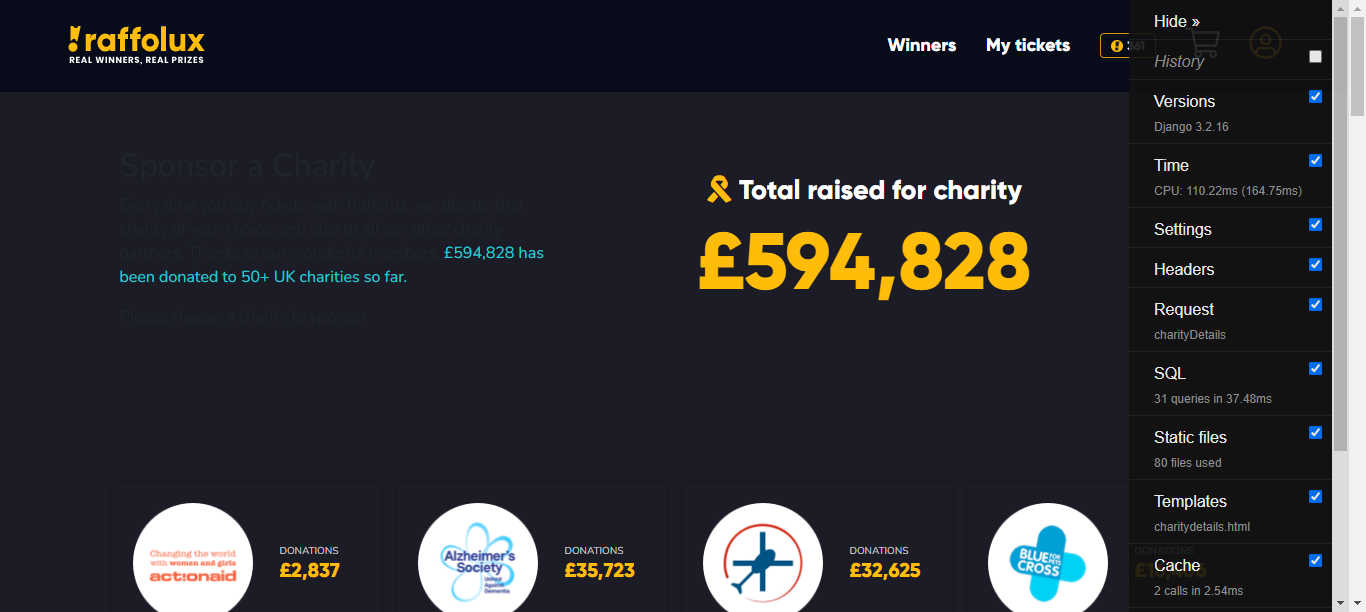 raffolux
REAL WINNERS, REAL PRIZES
Winners
My tickets
361
Sponsor a Charity
Every time you buy tickets with Raffolux, we donate to a
charity of your choice, and also to all our other charity
partners. Thanks to our wonderful members, £594,828 has
been donated to 50+ UK charities so far.
Please choose a charity to sponsor
Total raised for charity
£594,828
Changing the world
with women and girls
actionaid
DONATIONS
£2,837
Alzheimer's
Society
United
Against
Dementia
DONATIONS
£35,723
DONATIONS
£32,625
BLUE
FOR PETS
CROSS
DONATIONS
Hide »
History
Versions
Django 3.2.16
Time
CPU: 110.22ms (164.75ms)
Settings
Headers
Request
charityDetails
SQL
31 queries in 37.48ms
Static files
80 files used
Templates
charitydetails.html
Cache
2 calls in 2.54ms